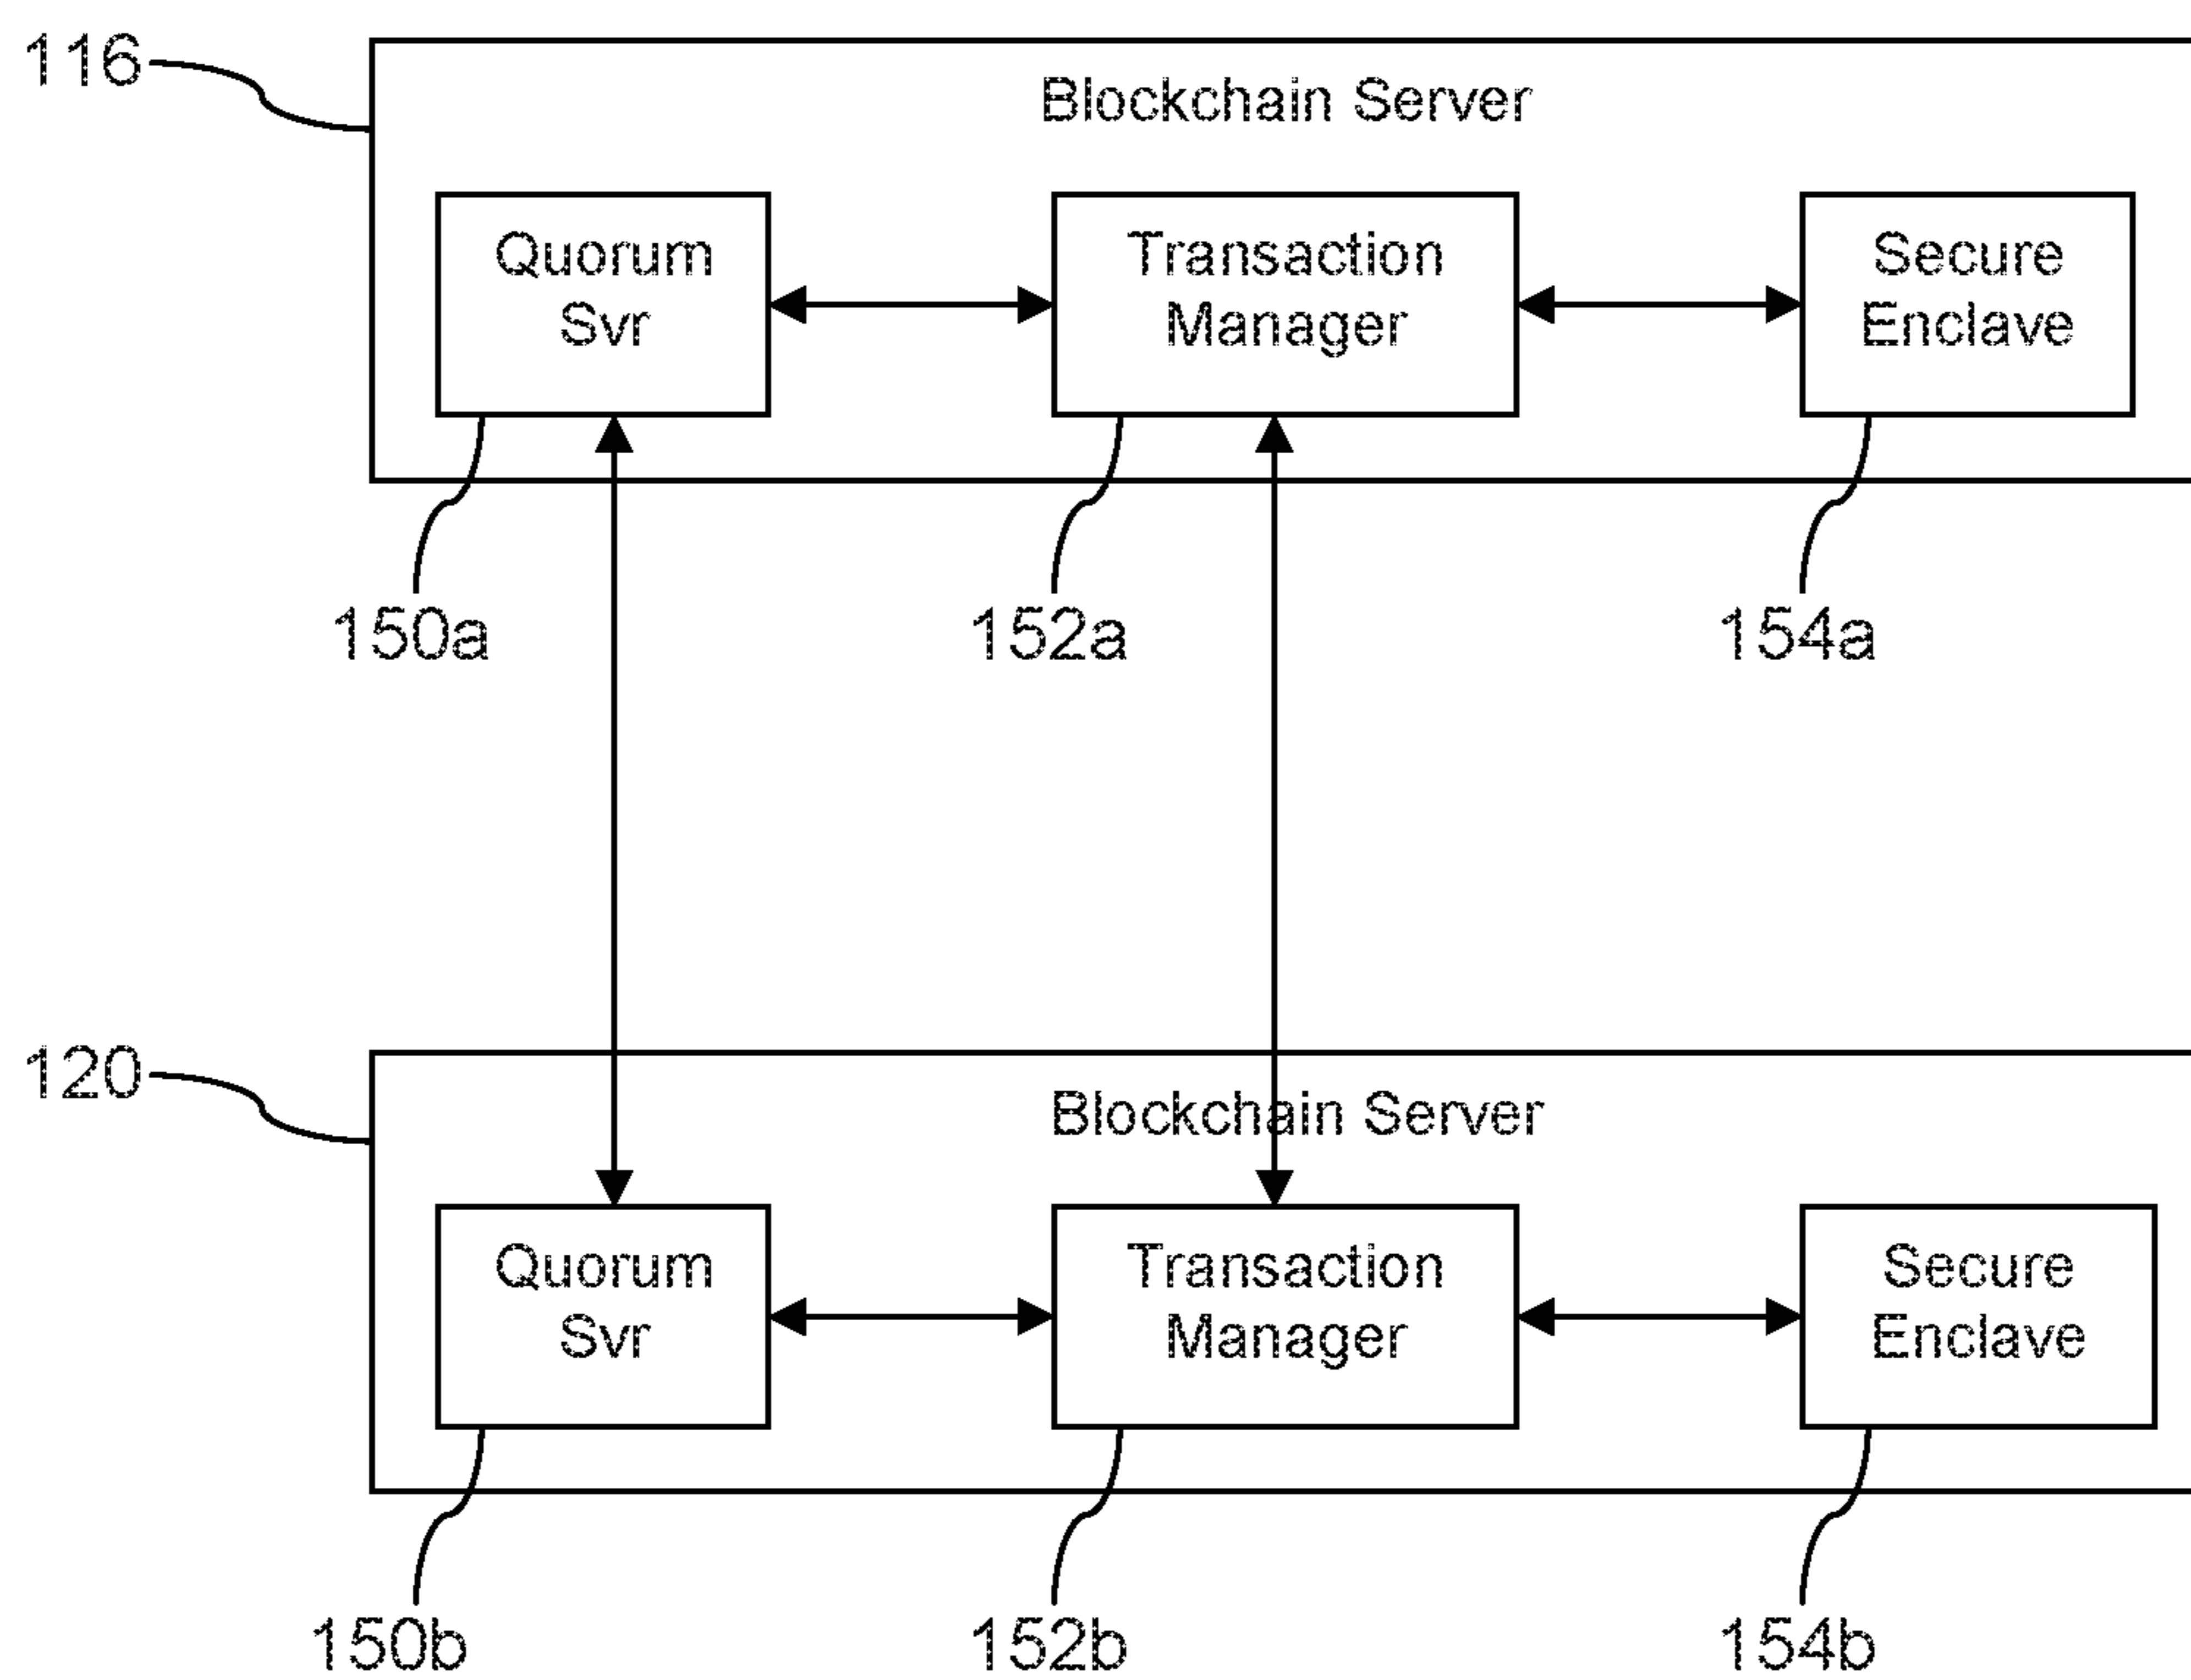 116
Blockchain Server
Quorum
Svr
Transaction
Manager
Secure
Enclave
150a
152a
154a
120
Blockchain Server
Quorum
Svr
Transaction
Manager
Secure
Enclave
150b
152b
154b